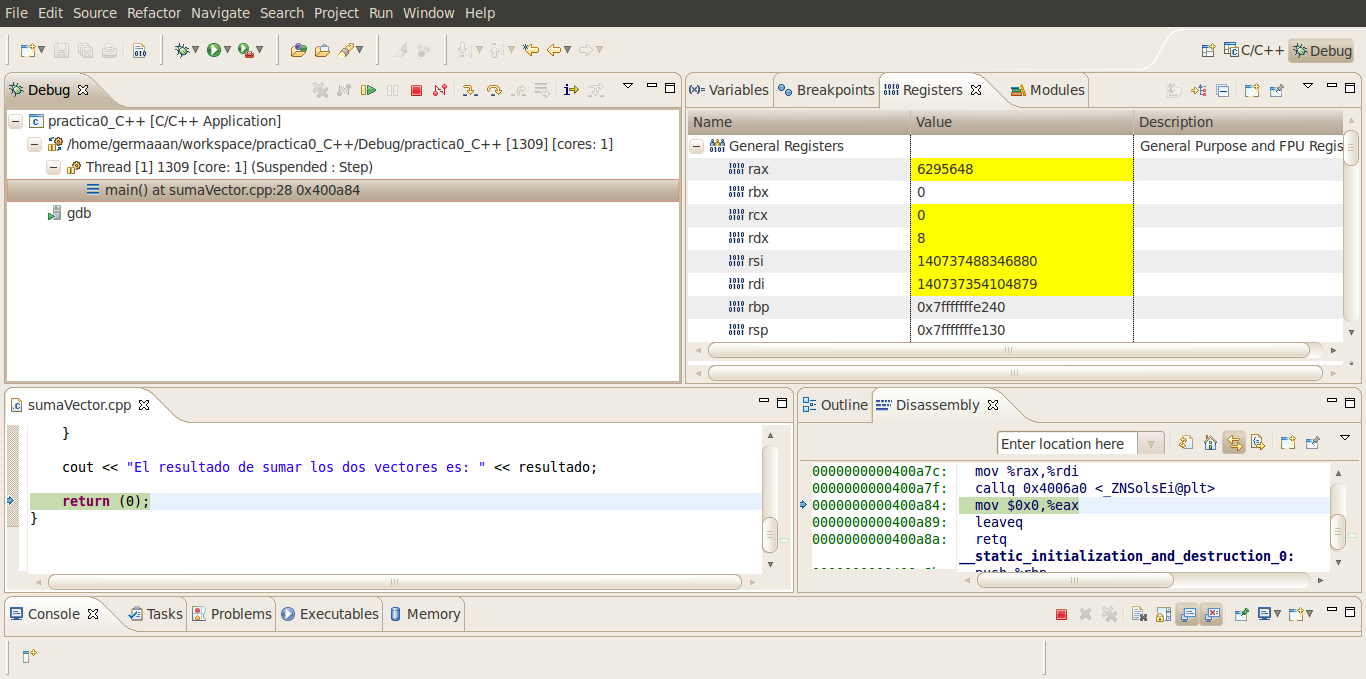 File Edit Source Refactor Navigate Search Project Run Window Help
C/C++ Debug
Debug
practica0_C++ [C/C++ Application]
/home/germaaan/workspace/practica0_C++/Debug/practica0_C++ [1309] [cores: 1]
Thread [1] 1309 [core: 1] (Suspended : Step)
main() at sumaVector.cpp:28 0x400a84
gdb
(x)= Variables Breakpoints Registers Modules
Name Value Description
General Registers General Purpose and FPU Regis
rax 6295648
rbx 0
rcx 0
rdx 8
rsi 140737488346880
rdi 140737354104879
rbp 0x7fffffffe240
rsp 0x7fffffffe130
sumaVector.cpp
}
cout << "El resultado de sumar los dos vectores es: " << resultado;
return (0);
}
Outline Disassembly
Enter location here
0000000000400a7c: mov %rax,%rdi
0000000000400a7f: callq 0x4006a0 <_ZNSolsEi@plt>
0000000000400a84: mov $0x0,%eax
0000000000400a89: leaveq
0000000000400a8a: retq
__static_initialization_and_destruction_0:
Console Tasks Problems Executables Memory